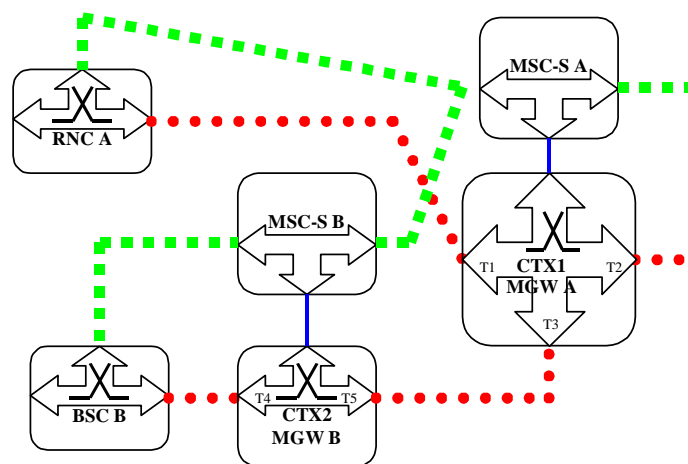 MSC-S A
RNC A
MSC-S B
T1
CTX1
T2
MGW A
T3
BSC B
T4
CTX2
T5
MGW B